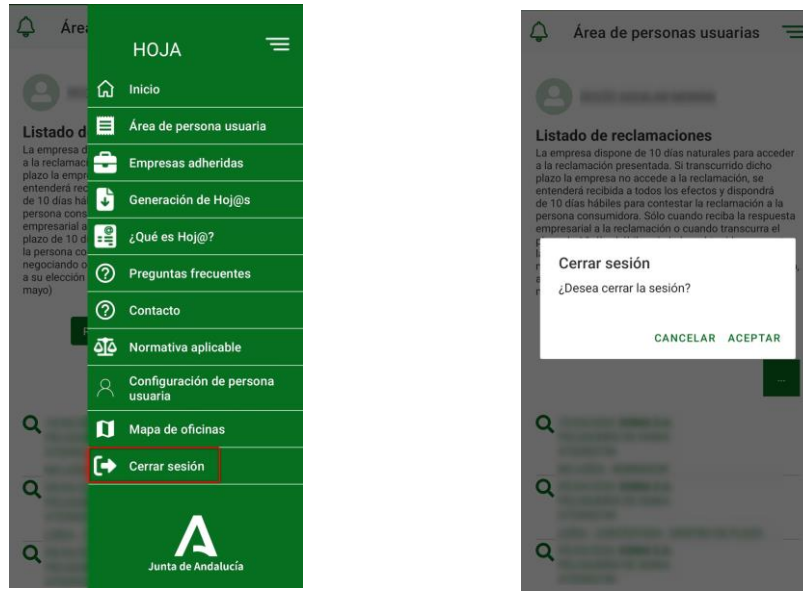 Área
HOJA
Inicio
Área de persona usuaria
Empresas adheridas
Generación de Hoj@s
¿Qué es Hoj@?
Preguntas frecuentes
Contacto
Normativa aplicable
Configuración de persona
usuaria
Mapa de oficinas
Cerrar sesión
Junta de Andalucía
Listado d
La empresa d
a la reclamac
plazo la empr
entenderá rec
de 10 días há
persona cons
empresarial a
plazo de 10 d
la persona co
negociando o
a su elección
mayo)
Área de personas usuarias
Listado de reclamaciones
La empresa dispone de 10 días naturales para acceder
a la reclamación presentada. Si transcurrido dicho
plazo la empresa no accede a la reclamación, se
entenderá recibida a todos los efectos y dispondrá
de 10 días hábiles para contestar la reclamación a la
persona consumidora. Sólo cuando reciba la respuesta
empresarial a la reclamación o cuando transcurra el
Cerrar sesión
¿Desea cerrar la sesión?
CANCELAR ACEPTAR
...